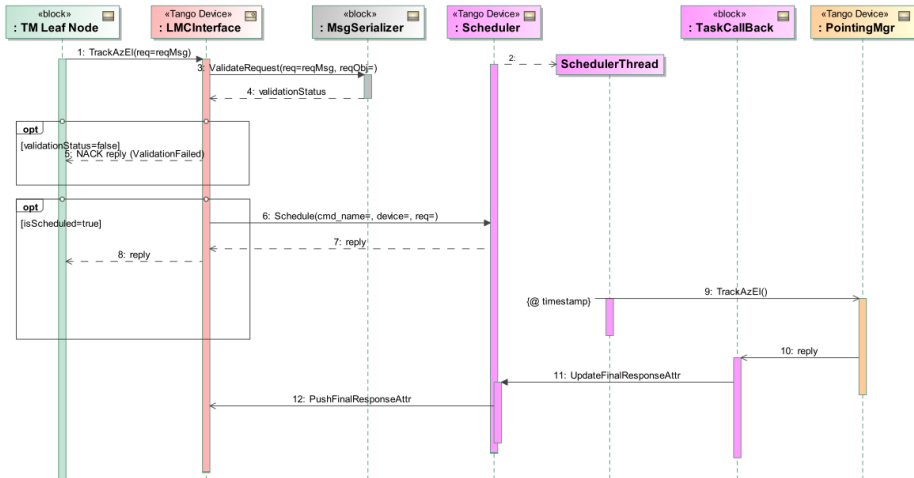 «block»
: TM Leaf Node
«Tango Device»
: LMCInterface
«block»
: MsgSerializer
«Tango Device»
: Scheduler
«block»
: TaskCallBack
«Tango Device»
: PointingMgr
1: TrackAzEl(req=reqMsg)
2:
SchedulerThread
3: ValidateRequest(req=reqMsg, reqObj=)
4: validationStatus
opt
[validationStatus=false]
5: NACK reply (ValidationFailed)
opt
[isScheduled=true]
6: Schedule(cmd_name=, device=, req=)
7: reply
8: reply
{@ timestamp}
9: TrackAzEl()
10: reply
11: UpdateFinalResponseAttr
12: PushFinalResponseAttr